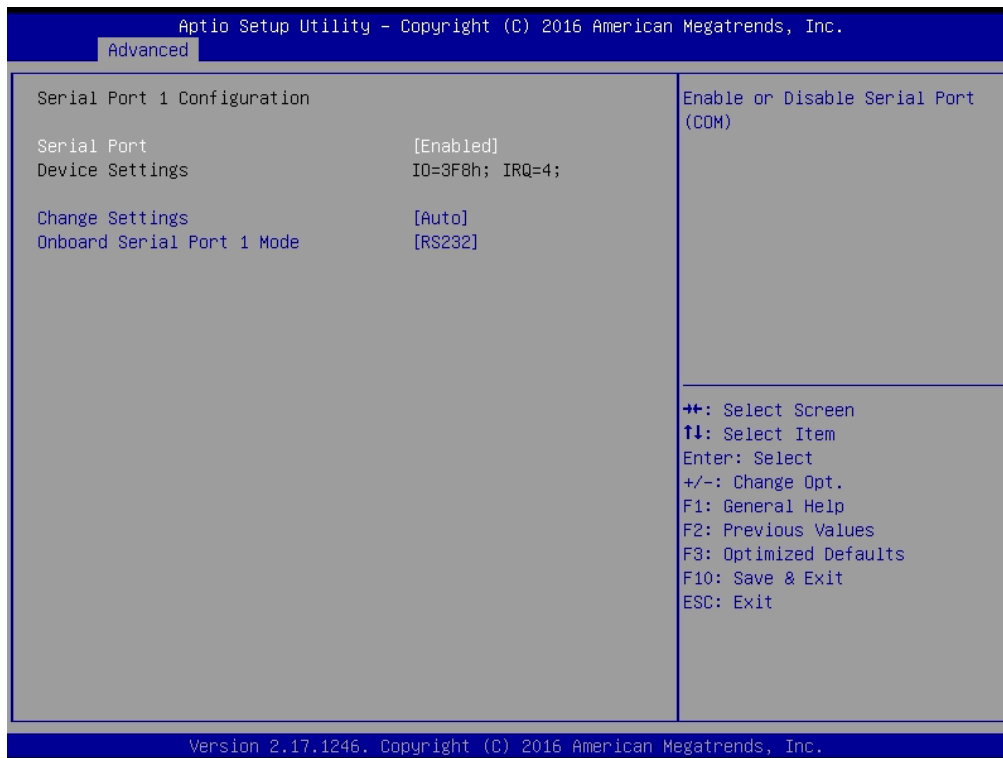 Aptio Setup Utility – Copyright (C) 2016 American Megatrends, Inc.
Advanced
Serial Port 1 Configuration
Serial Port [Enabled]
Device Settings IO=3F8h; IRQ=4;
Change Settings [Auto]
Onboard Serial Port 1 Mode [RS232]
Enable or Disable Serial Port
(COM)
→←: Select Screen
↑↓: Select Item
Enter: Select
+/-: Change Opt.
F1: General Help
F2: Previous Values
F3: Optimized Defaults
F10: Save & Exit
ESC: Exit
Version 2.17.1246. Copyright (C) 2016 American Megatrends, Inc.